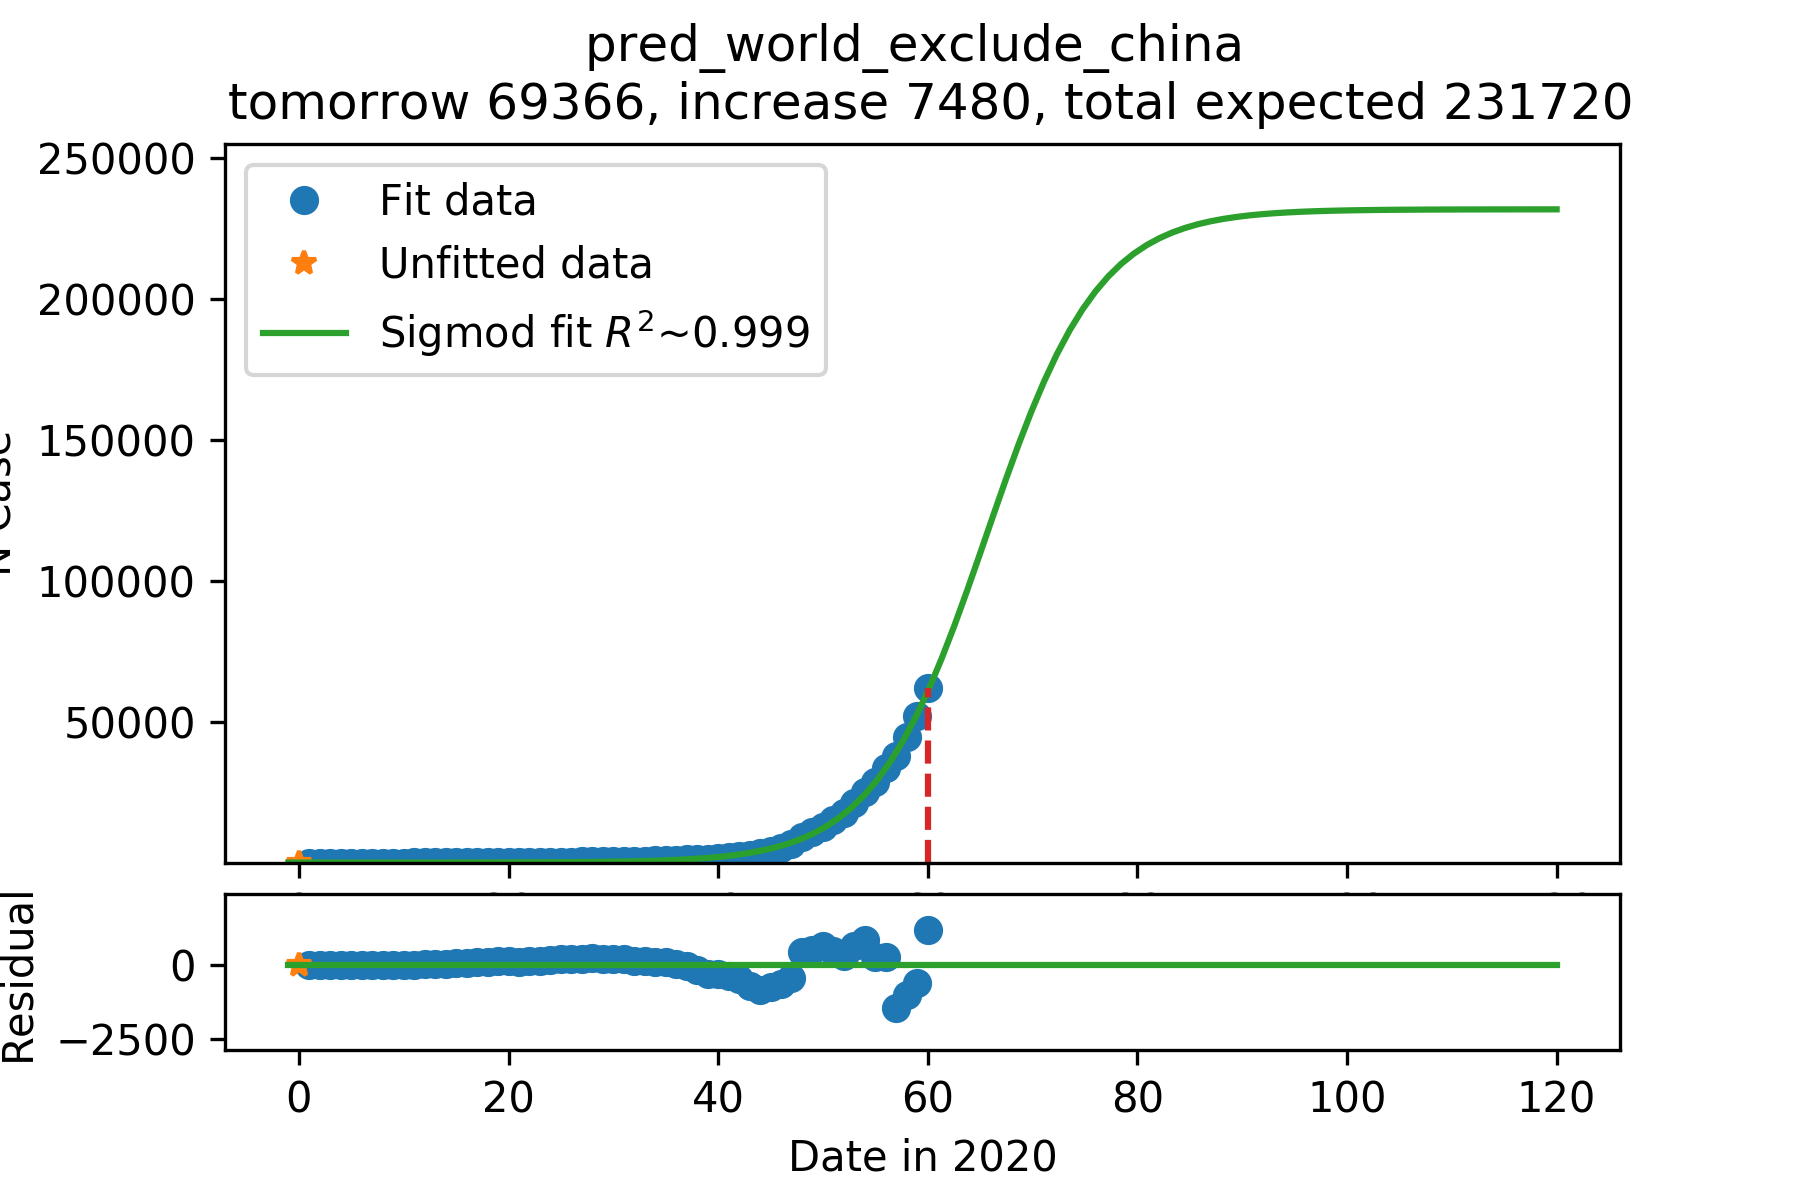 pred_world_exclude_china
tomorrow 69366, increase 7480, total expected 231720
250000
200000
150000
100000
50000
Fit data
Unfitted data
Sigmod fit R²~0.999
N Case
0
−2500
Residual
0 20 40 60 80 100 120
Date in 2020